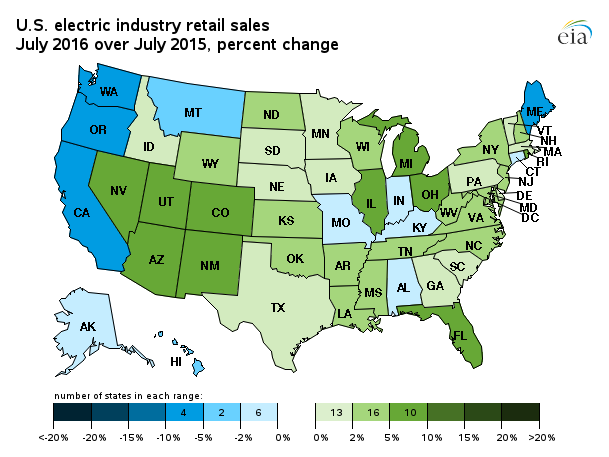 U.S. electric industry retail sales
July 2016 over July 2015, percent change
eia
WA
MT
ND
MN
ME
OR
ID
SD
WI
MI
NY
VT
NH
MA
RI
CT
NJ
WY
NE
IA
PA
DE
MD
DC
NV
UT
CO
KS
MO
IL
IN
OH
KY
WV
VA
CA
AZ
NM
OK
AR
TN
NC
SC
TX
LA
MS
AL
GA
FL
AK
HI
number of states in each range:
4 2 6 13 16 10
<-20% -20% -15% -10% -5% -2% 0% 0% 2% 5% 10% 15% 20% >20%